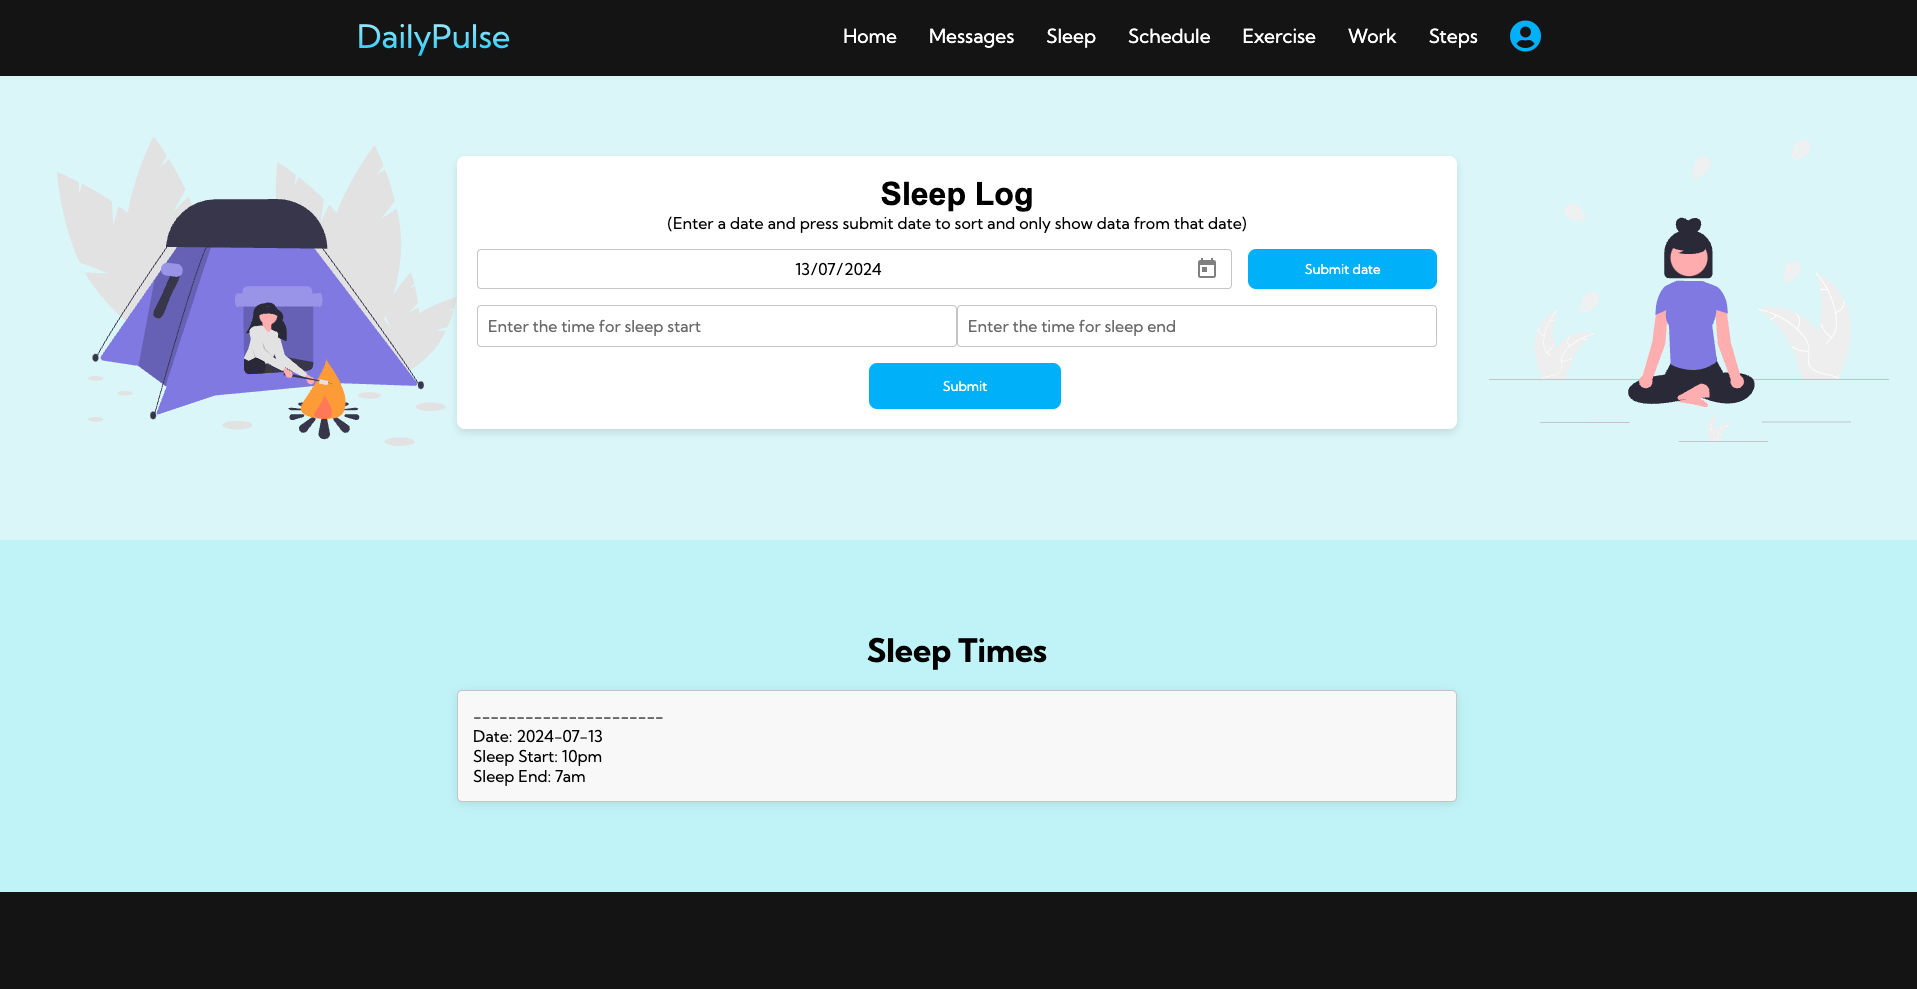 DailyPulse
Home Messages Sleep Schedule Exercise Work Steps
Sleep Log
(Enter a date and press submit date to sort and only show data from that date)
13/07/2024 Submit date
Enter the time for sleep start Enter the time for sleep end
Submit
Sleep Times
----------------------
Date: 2024-07-13
Sleep Start: 10pm
Sleep End: 7am